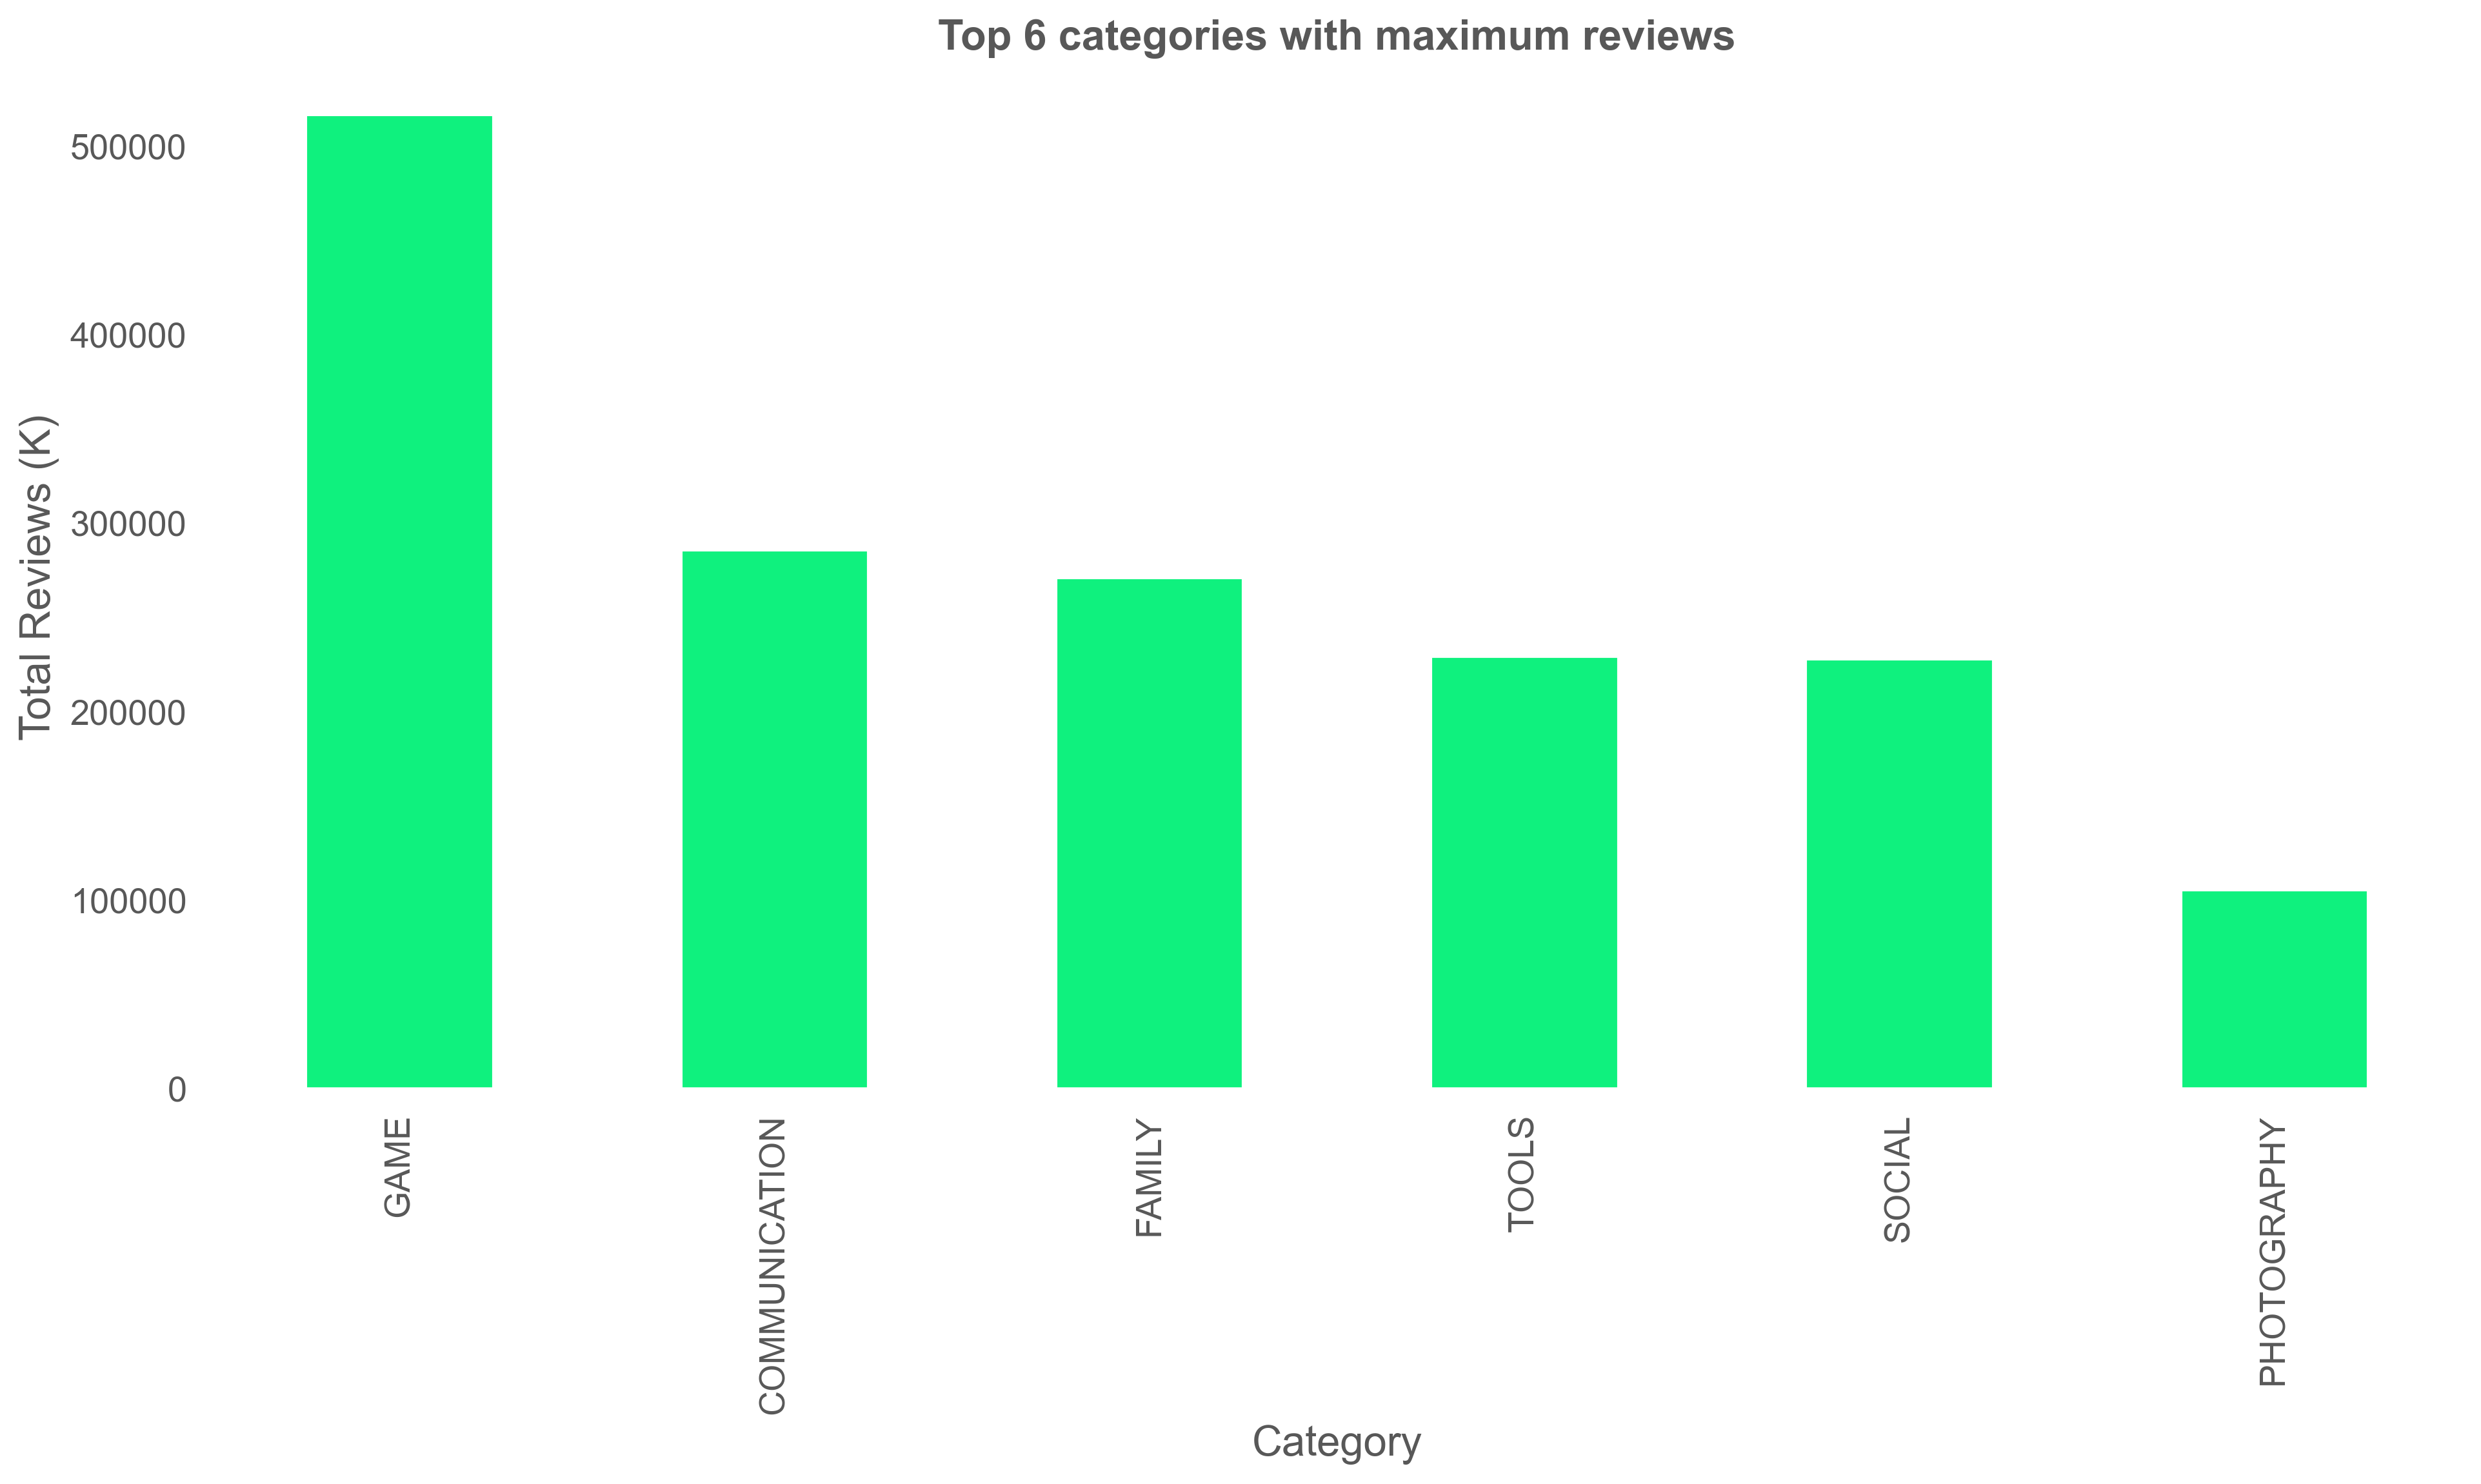 Top 6 categories with maximum reviews
Total Reviews (K)
500000
400000
300000
200000
100000
0
GAME
COMMUNICATION
FAMILY
TOOLS
SOCIAL
PHOTOGRAPHY
Category